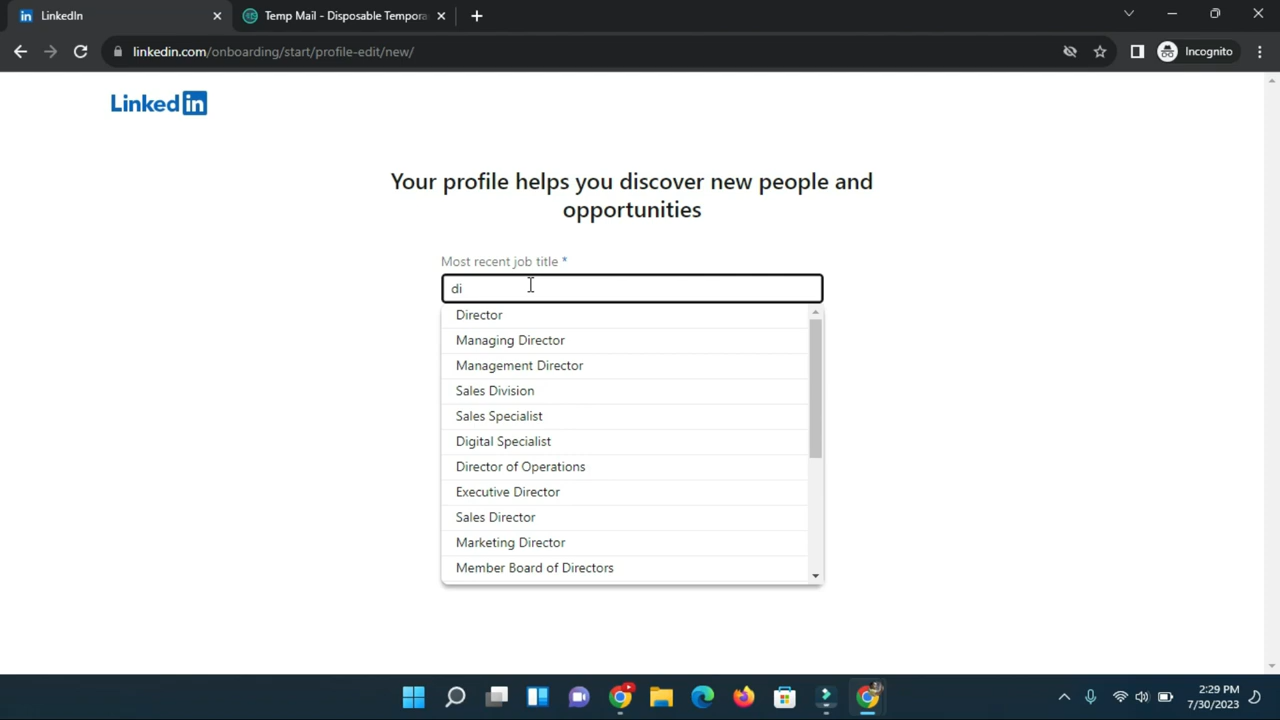 LinkedIn
Temp Mail - Disposable Tempora
linkedin.com/onboarding/start/profile-edit/new/
Incognito
Linked in
Your profile helps you discover new people and
opportunities
Most recent job title *
di
Director
Managing Director
Management Director
Sales Division
Sales Specialist
Digital Specialist
Director of Operations
Executive Director
Sales Director
Marketing Director
Member Board of Directors
2:29 PM
7/30/2023